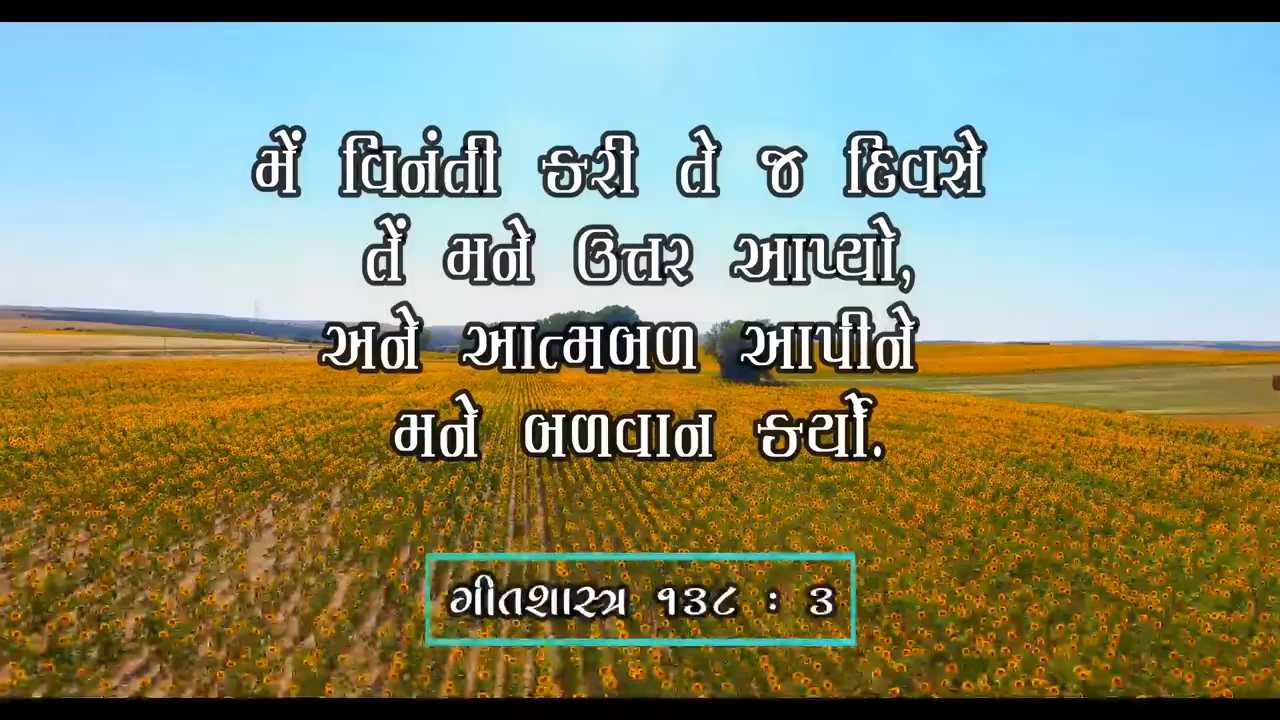 મેં વિનંતી કરી તે જ દિવસે
તેં મને ઉત્તર આપ્યો,
અને આત્મબળ આપીને
મને બળવાન કર્યો.
ગીતશાસ્ત્ર ૧૩૮ : ૩